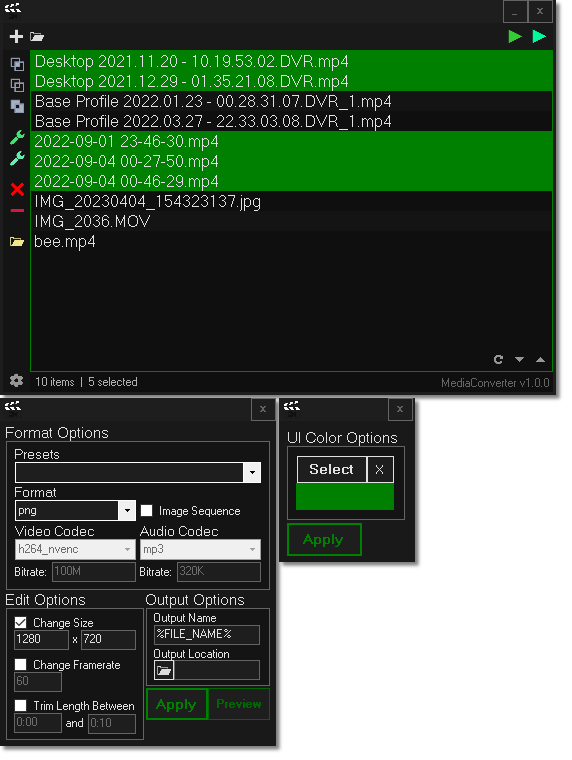 _ x
Desktop 2021.11.20 - 10.19.53.02.DVR.mp4
Desktop 2021.12.29 - 01.35.21.08.DVR.mp4
Base Profile 2022.01.23 - 00.28.31.07.DVR_1.mp4
Base Profile 2022.03.27 - 22.33.03.08.DVR_1.mp4
2022-09-01 23-46-30.mp4
2022-09-04 00-27-50.mp4
2022-09-04 00-46-29.mp4
IMG_20230404_154323137.jpg
IMG_2036.MOV
bee.mp4
10 items | 5 selected
MediaConverter v1.0.0
x
Format Options
Presets
Format
png
Image Sequence
Video Codec
Audio Codec
h264_nvenc
mp3
Bitrate: 100M
Bitrate: 320K
Edit Options
Change Size
1280 x 720
Change Framerate
60
Trim Length Between
0:00 and 0:10
Output Options
Output Name
%FILE_NAME%
Output Location
Apply
Preview
x
UI Color Options
Select
X
Apply